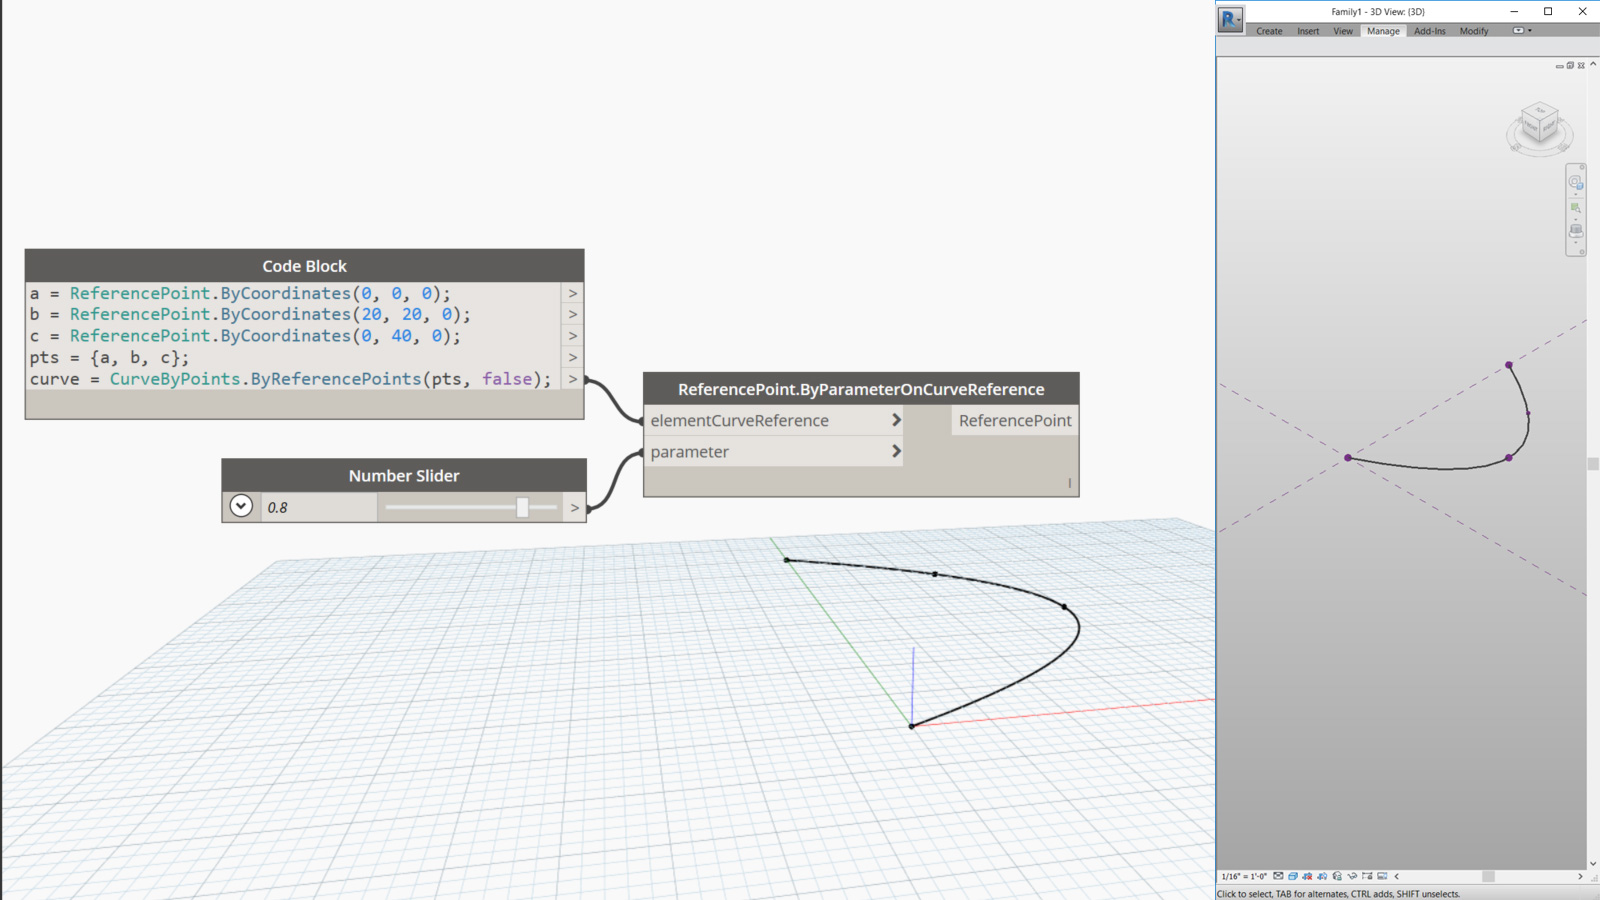 Family1 - 3D View: {3D}
Create Insert View Manage Add-Ins Modify
TOP
Code Block
a = ReferencePoint.ByCoordinates(0, 0, 0); >
b = ReferencePoint.ByCoordinates(20, 20, 0); >
c = ReferencePoint.ByCoordinates(0, 40, 0); >
pts = {a, b, c}; >
curve = CurveByPoints.ByReferencePoints(pts, false); >
ReferencePoint.ByParameterOnCurveReference
elementCurveReference > ReferencePoint
parameter >
Number Slider
0.8 >
1/16" = 1'-0"
Click to select, TAB for alternates, CTRL adds, SHIFT unselects.